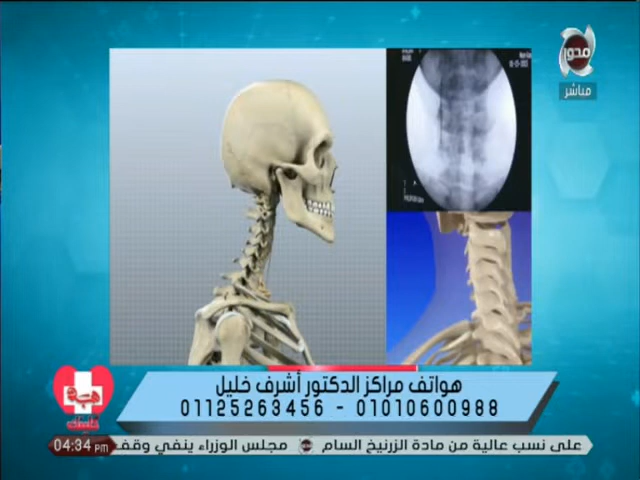 محور
مباشر
هواتف مراكز الدكتور أشرف خليل
01125263456 - 01010600988
04:34 PM
على نسب عالية من مادة الزرنيخ السام مجلس الوزراء ينفي وقف